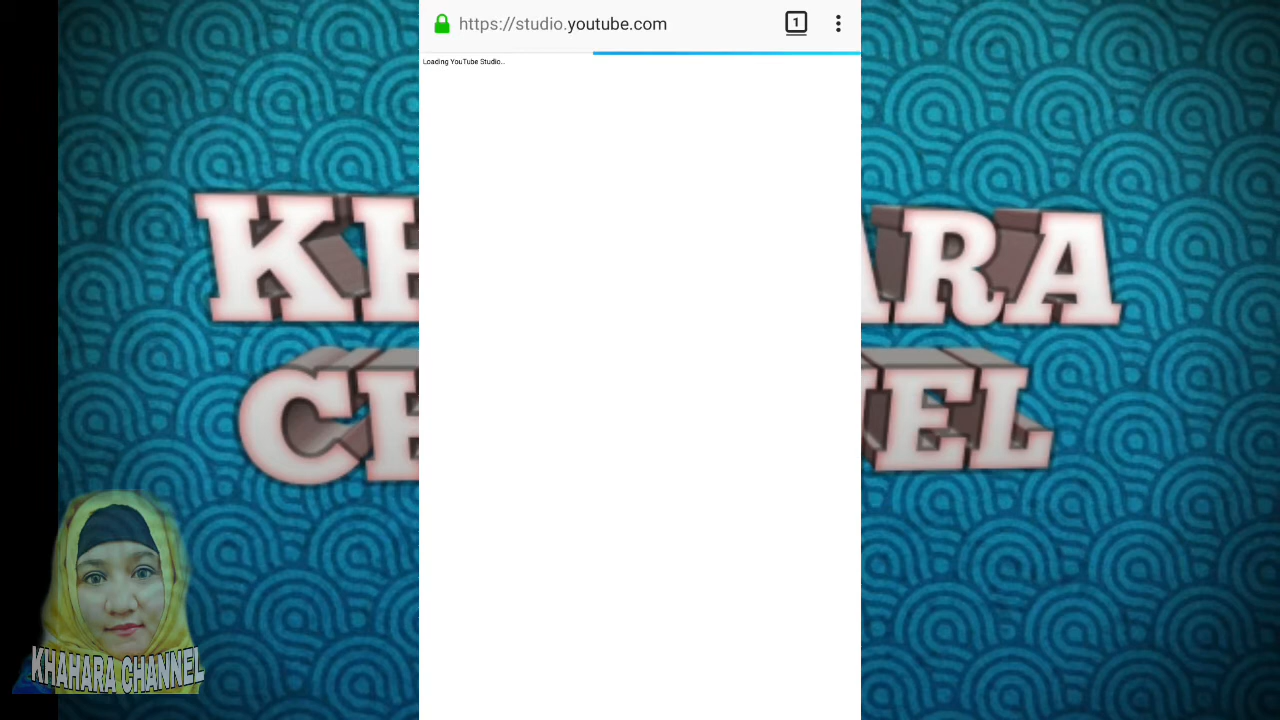 https://studio.youtube.com
1
Loading YouTube Studio...
KH ARA
CH EL
KHAHARA CHANNEL